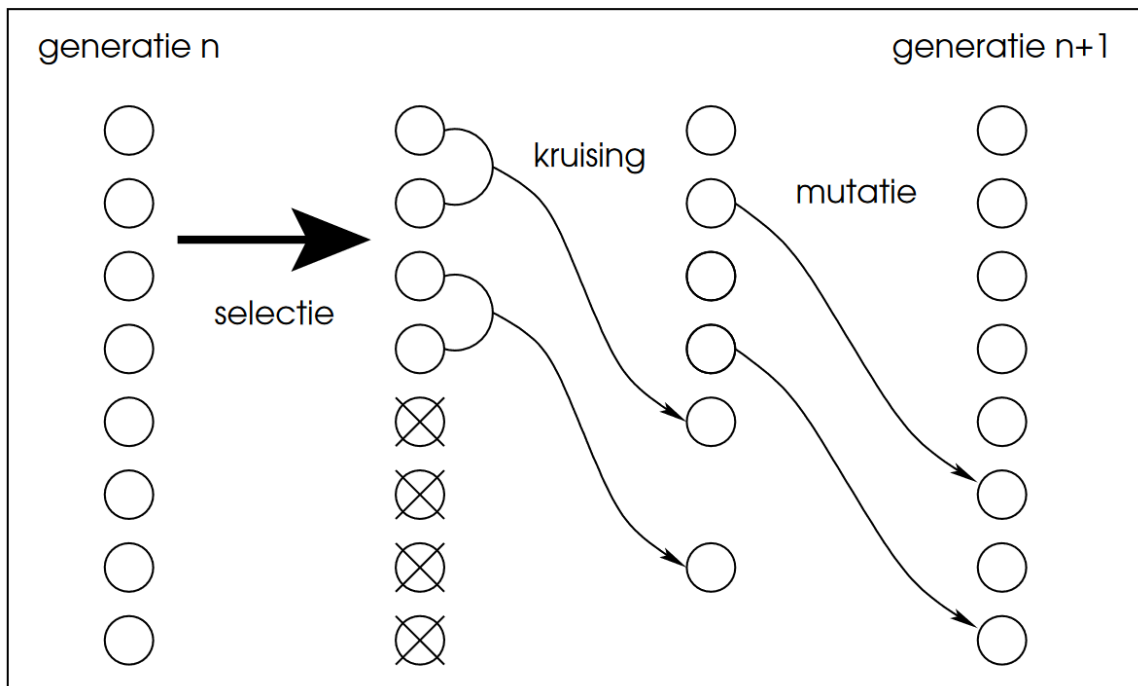 generatie n
generatie n+1
kruising
mutatie
selectie